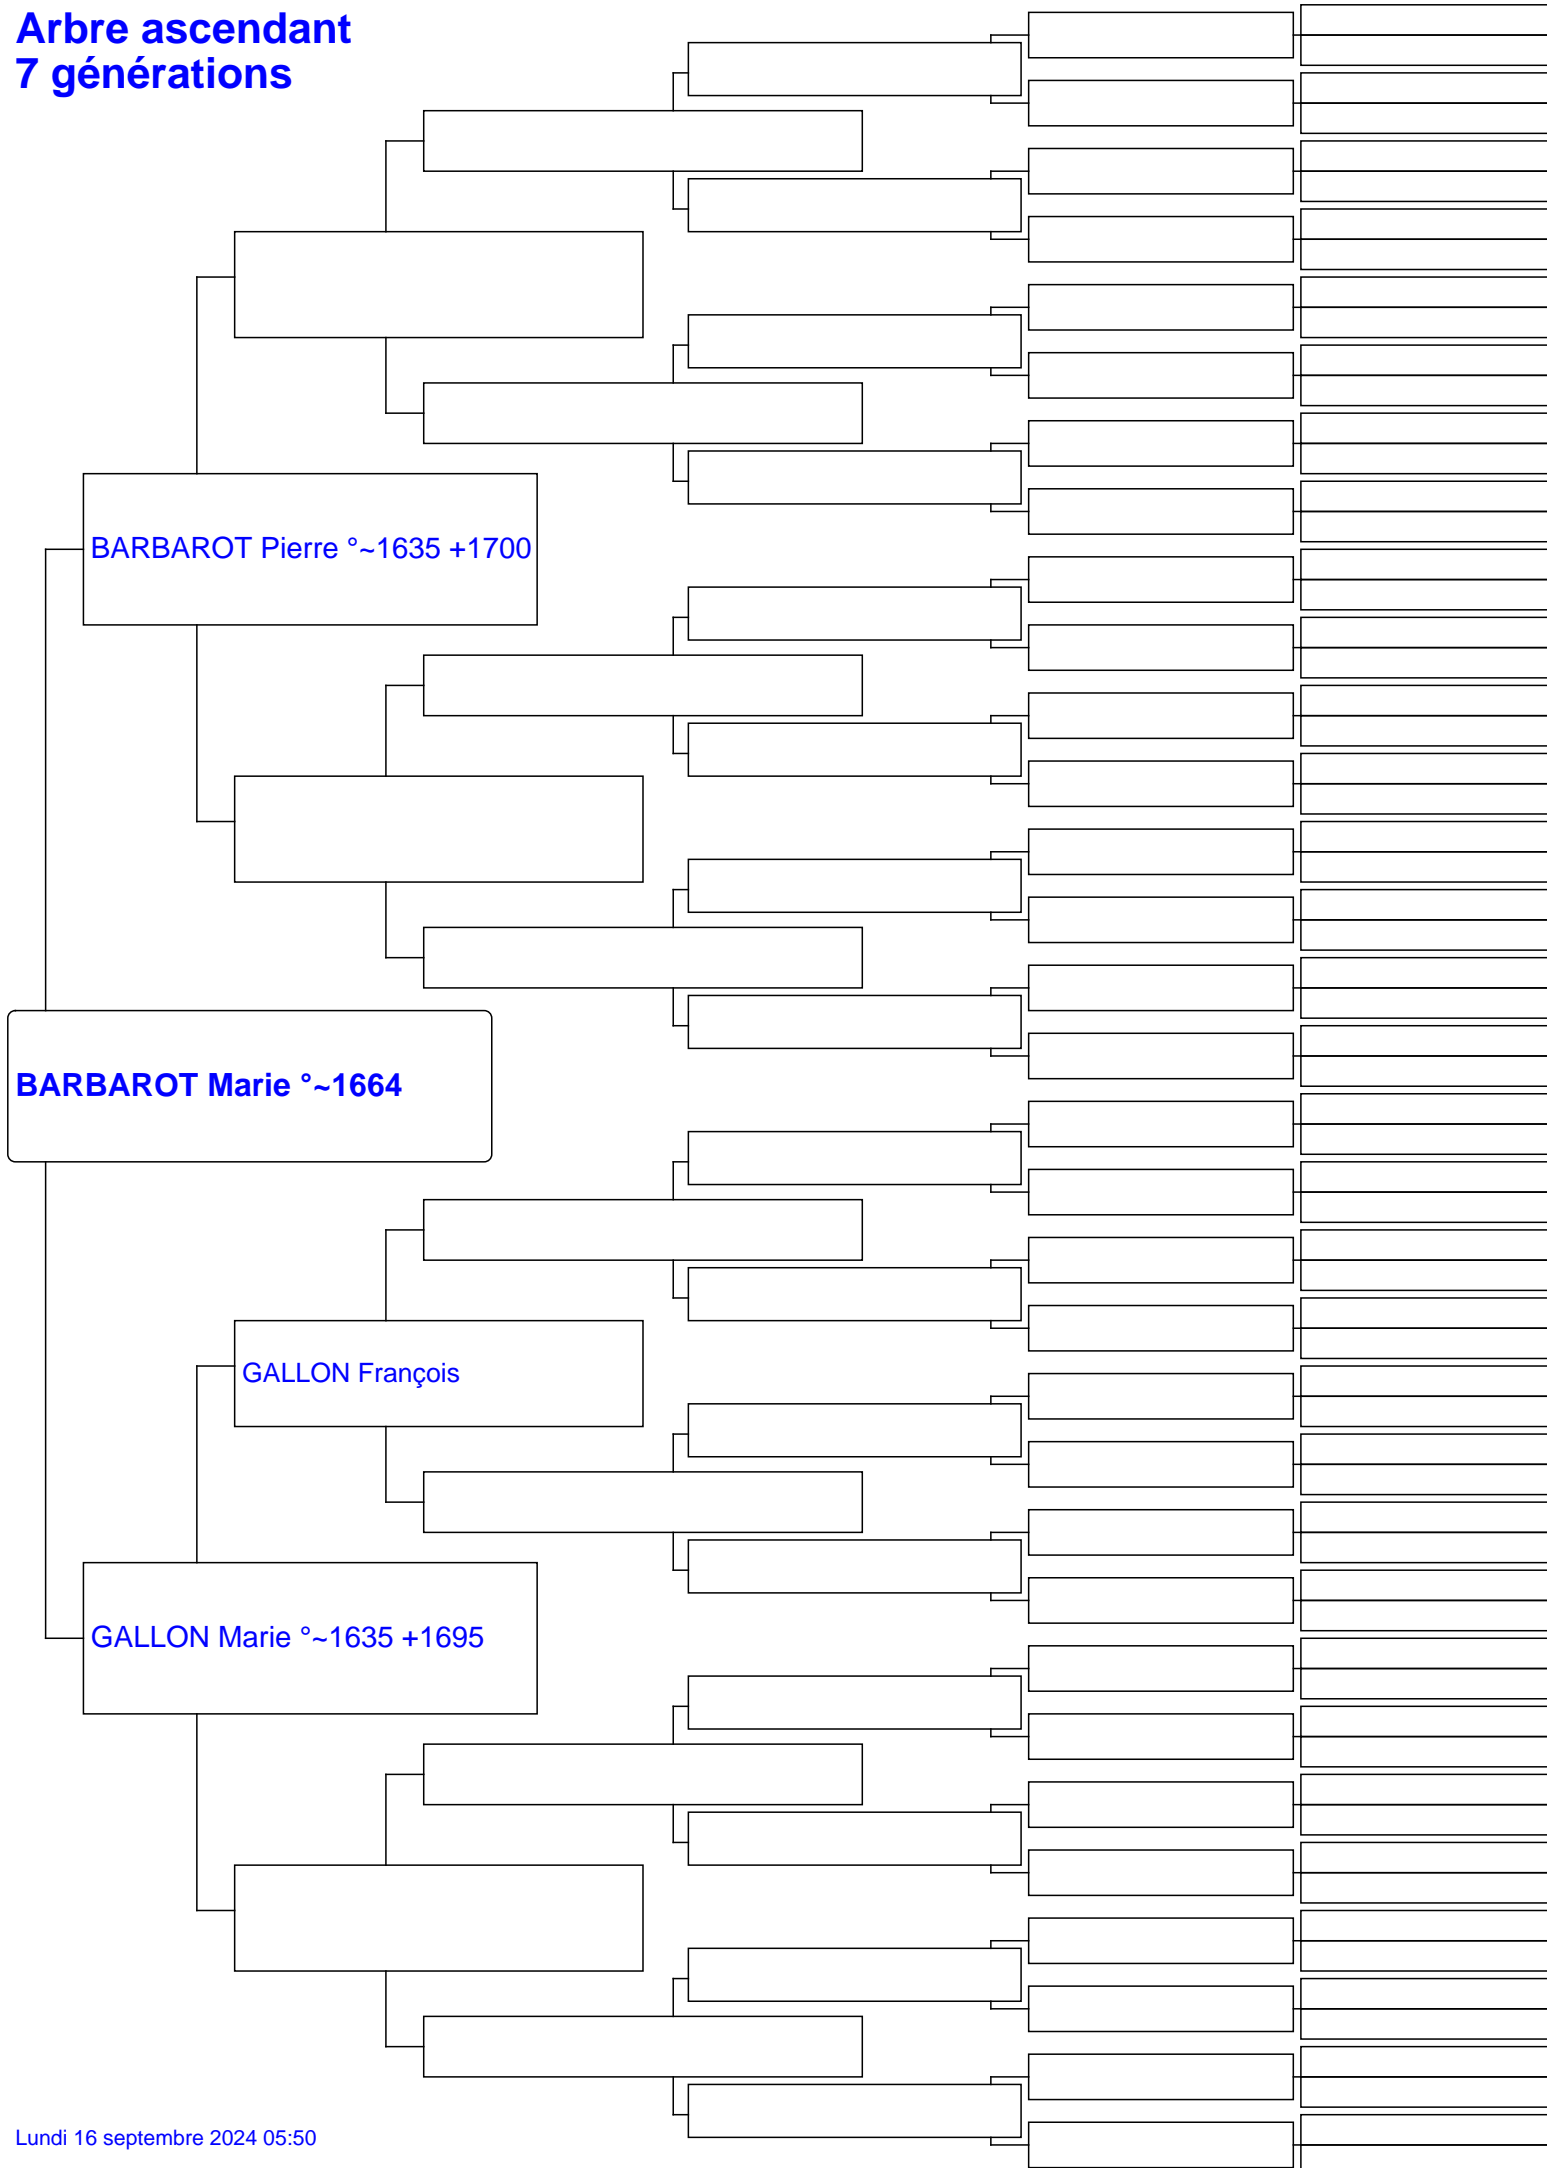 Arbre ascendant
7 générations
BARBAROT Pierre °~1635 +1700
BARBAROT Marie °~1664
GALLON François
GALLON Marie °~1635 +1695
Lundi 16 septembre 2024 05:50